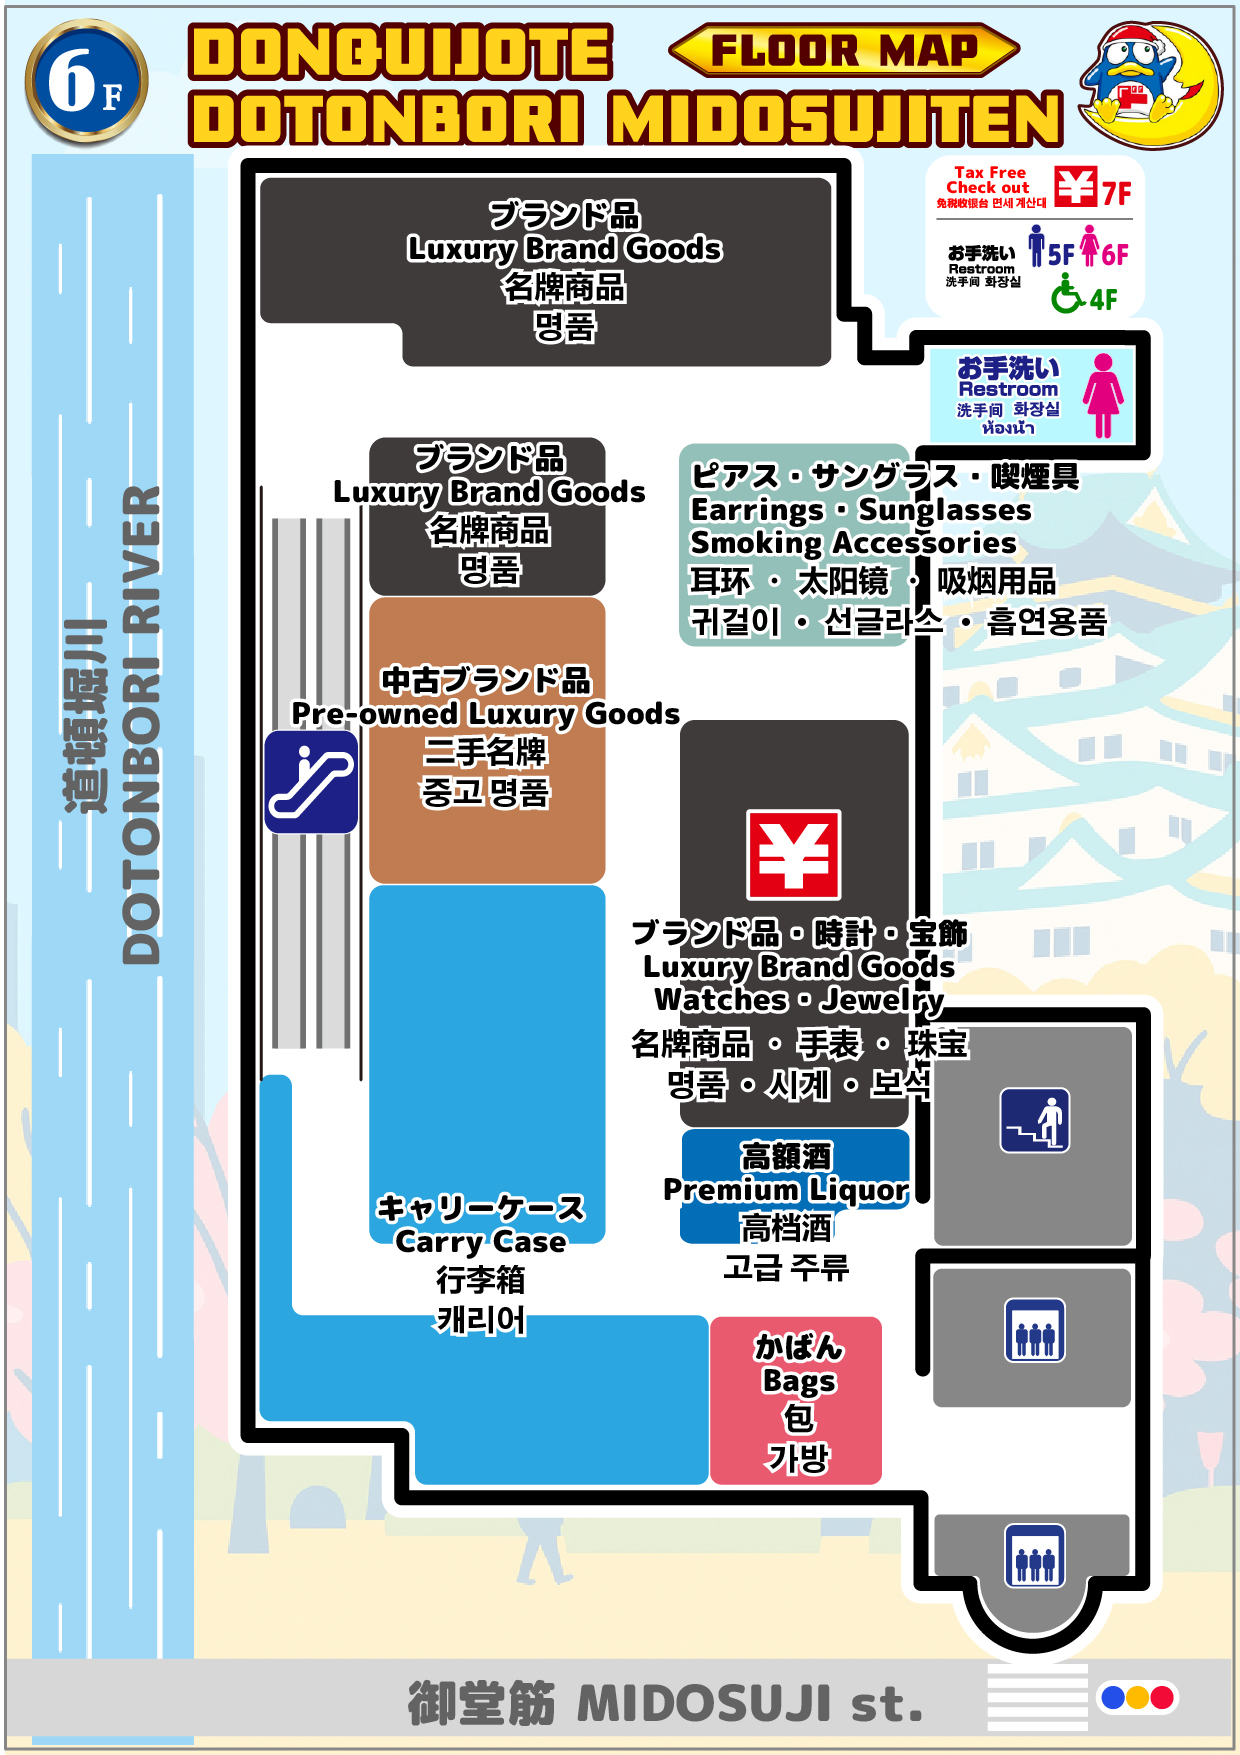 6F
DONQUIJOTE
FLOOR MAP
DOTONBORI MIDOSUJITEN
Tax Free
Check out
免税收银台 면세 계산대
7F
お手洗い
Restroom
洗手间 화장실
5F 6F
4F
ブランド品
Luxury Brand Goods
名牌商品
명품
お手洗い
Restroom
洗手间 화장실
ห้องน้ำ
ブランド品
Luxury Brand Goods
名牌商品
명품
ピアス・サングラス・喫煙具
Earrings・Sunglasses
Smoking Accessories
耳环 ・ 太阳镜 ・ 吸烟用品
귀걸이 ・ 선글라스 ・ 흡연용품
中古ブランド品
Pre-owned Luxury Goods
二手名牌
중고 명품
道頓堀川
DOTONBORI RIVER
ブランド品・時計・宝飾
Luxury Brand Goods
Watches・Jewelry
名牌商品 ・ 手表 ・ 珠宝
명품 ・ 시계 ・ 보석
高額酒
Premium Liquor
高档酒
고급 주류
キャリーケース
Carry Case
行李箱
캐리어
かばん
Bags
包
가방
御堂筋 MIDOSUJI st.